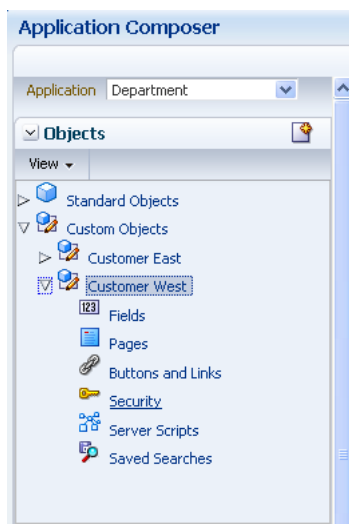 Application Composer
Application Department
Objects
View
Standard Objects
Custom Objects
Customer East
Customer West
123 Fields
Pages
Buttons and Links
Security
Server Scripts
Saved Searches